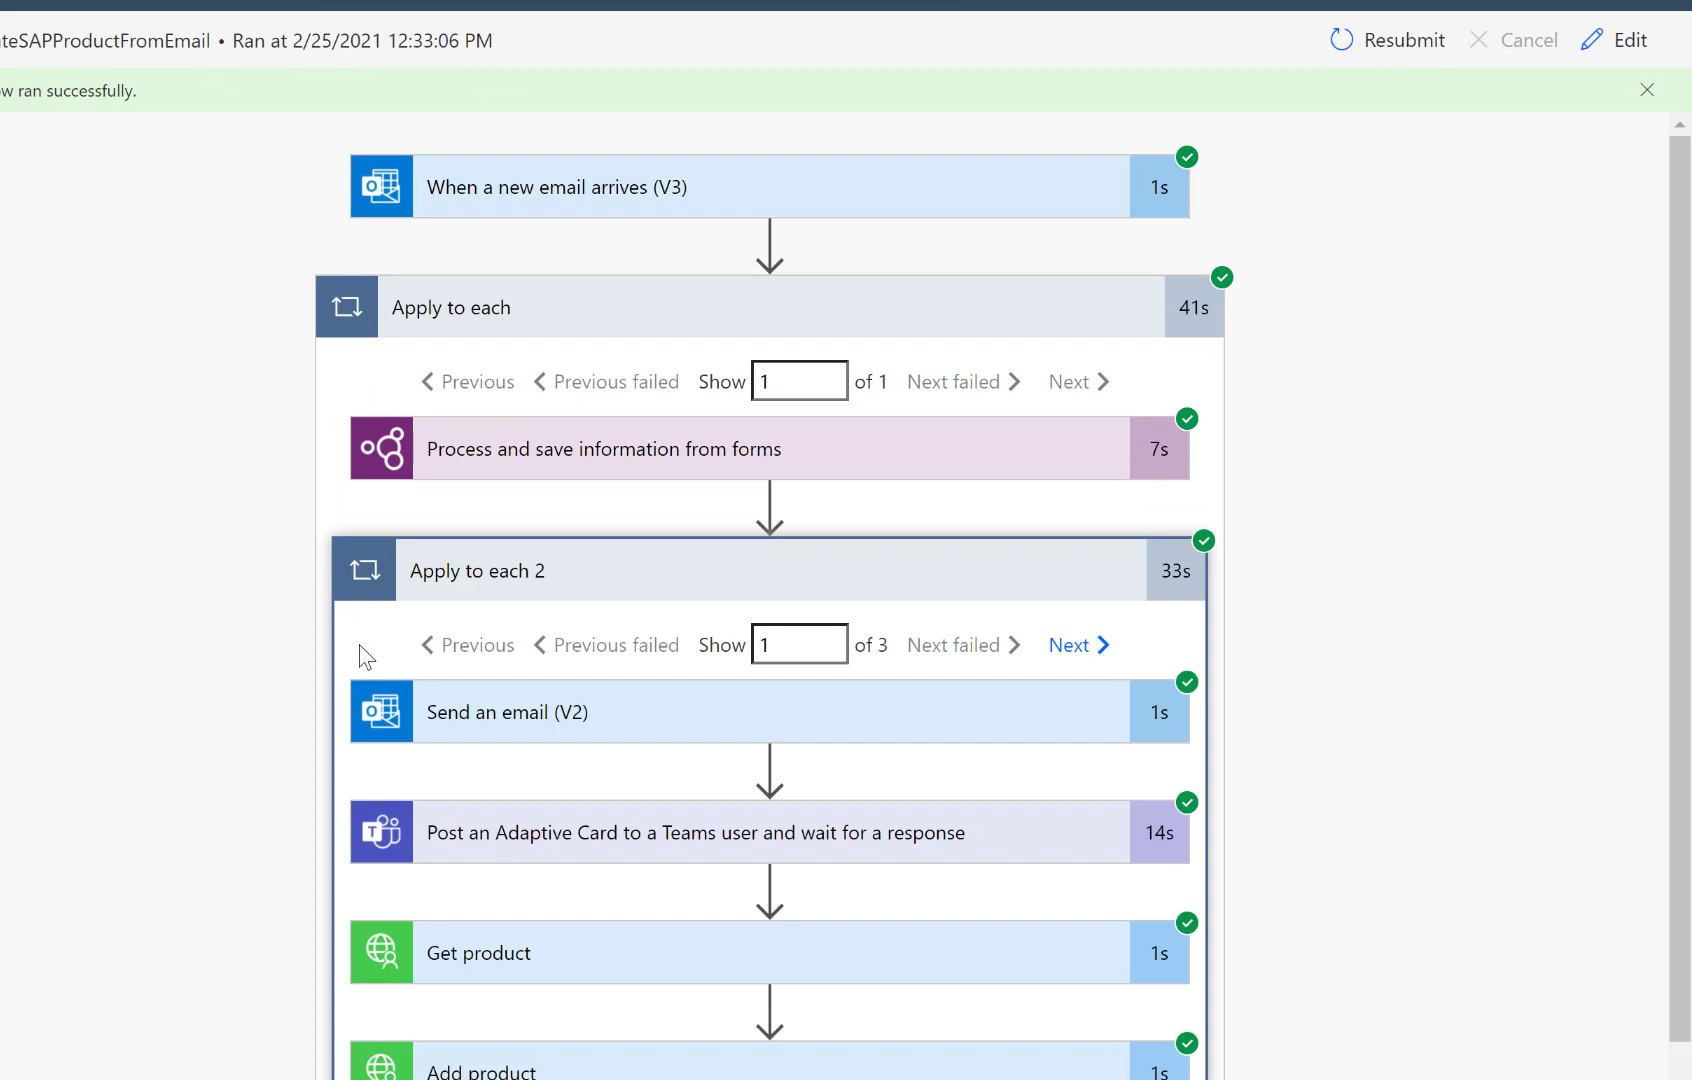 teSAPProductFromEmail • Ran at 2/25/2021 12:33:06 PM
Resubmit Cancel Edit
w ran successfully.
When a new email arrives (V3) 1s
Apply to each 41s
Previous Previous failed Show 1 of 1 Next failed Next
Process and save information from forms 7s
Apply to each 2 33s
Previous Previous failed Show 1 of 3 Next failed Next
Send an email (V2) 1s
Post an Adaptive Card to a Teams user and wait for a response 14s
Get product 1s
Add product 1s